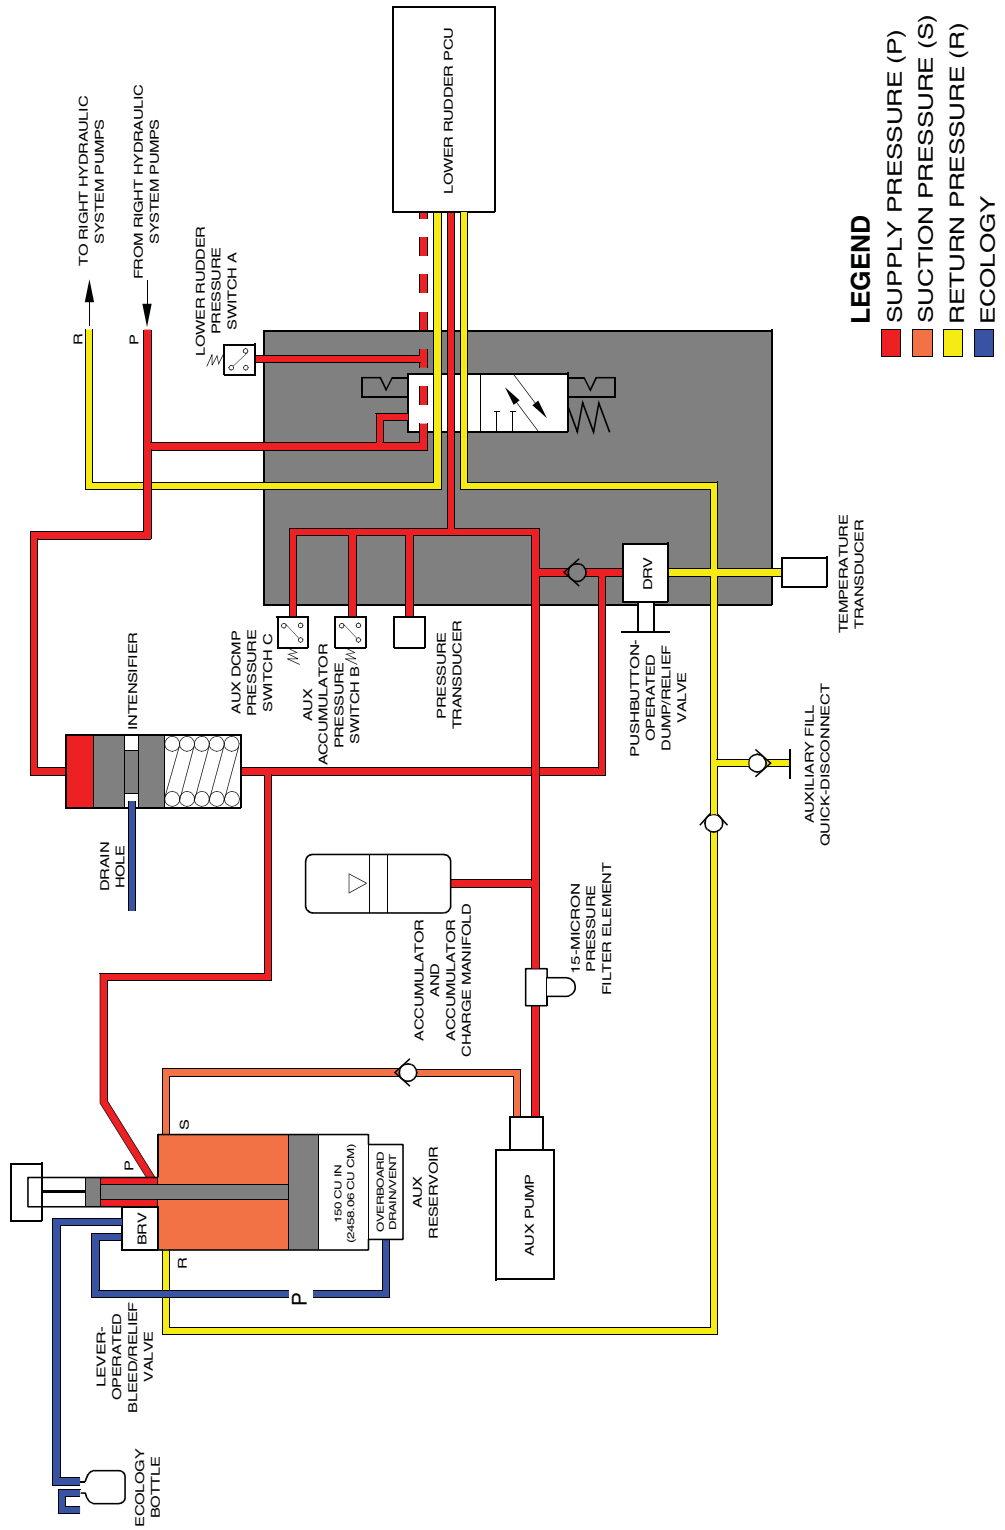 TO RIGHT HYDRAULIC
SYSTEM PUMPS
FROM RIGHT HYDRAULIC
SYSTEM PUMPS
R
P
LOWER RUDDER
PRESSURE
SWITCH A
LOWER RUDDER PCU
INTENSIFIER
DRAIN
HOLE
AUX DCMP
PRESSURE
SWITCH C
AUX
ACCUMULATOR
PRESSURE
SWITCH B
PRESSURE
TRANSDUCER
DRV
PUSHBUTTON-
OPERATED
DUMP/RELIEF
VALVE
TEMPERATURE
TRANSDUCER
AUXILIARY FILL
QUICK-DISCONNECT
ACCUMULATOR
AND
ACCUMULATOR
CHARGE MANIFOLD
15-MICRON
PRESSURE
FILTER ELEMENT
P
S
BRV
R
150 CU IN
(2458.06 CU CM)
OVERBOARD
DRAIN/VENT
AUX
RESERVOIR
AUX PUMP
P
LEVER-
OPERATED
BLEED/RELIEF
VALVE
ECOLOGY
BOTTLE
LEGEND
SUPPLY PRESSURE (P)
SUCTION PRESSURE (S)
RETURN PRESSURE (R)
ECOLOGY